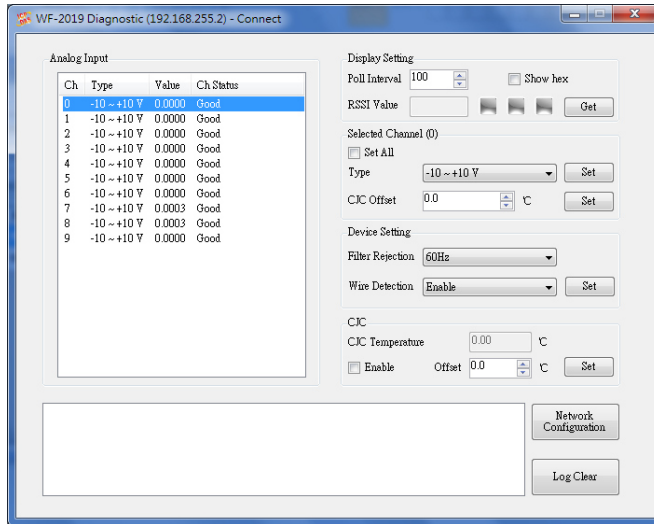 WF-2019 Diagnostic (192.168.255.2) - Connect
Analog Input
Ch Type Value Ch Status
0 -10 ~ +10 V 0.0000 Good
1 -10 ~ +10 V 0.0000 Good
2 -10 ~ +10 V 0.0000 Good
3 -10 ~ +10 V 0.0000 Good
4 -10 ~ +10 V 0.0000 Good
5 -10 ~ +10 V 0.0000 Good
6 -10 ~ +10 V 0.0000 Good
7 -10 ~ +10 V 0.0003 Good
8 -10 ~ +10 V 0.0003 Good
9 -10 ~ +10 V 0.0000 Good
Display Setting
Poll Interval 100 Show hex
RSSI Value Get
Selected Channel (0)
Set All
Type -10 ~ +10 V Set
CJC Offset 0.0 ℃ Set
Device Setting
Filter Rejection 60Hz
Wire Detection Enable Set
CJC
CJC Temperature 0.00 ℃
Enable Offset 0.0 ℃ Set
Network
Configuration
Log Clear